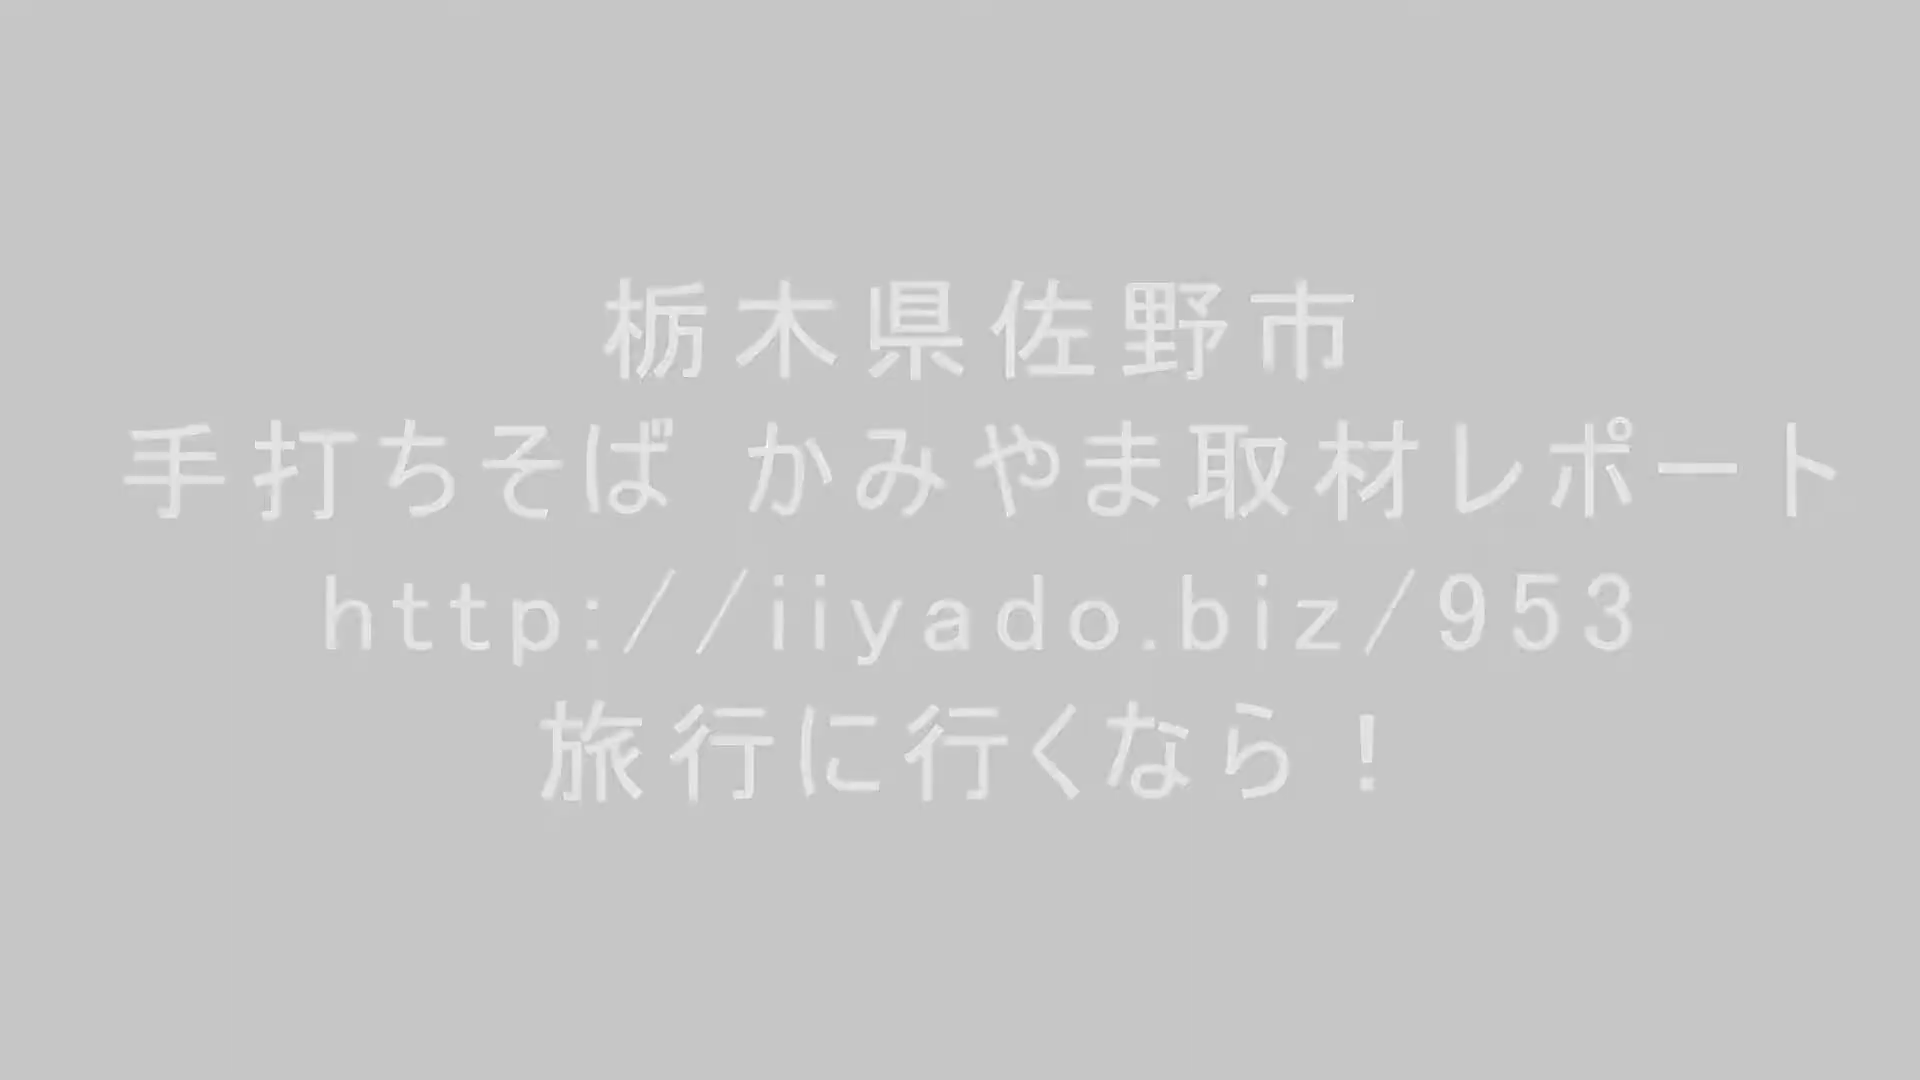 栃木県佐野市
手打ちそば かみやま取材レポート
http://iiyado.biz/953
旅行に行くなら！